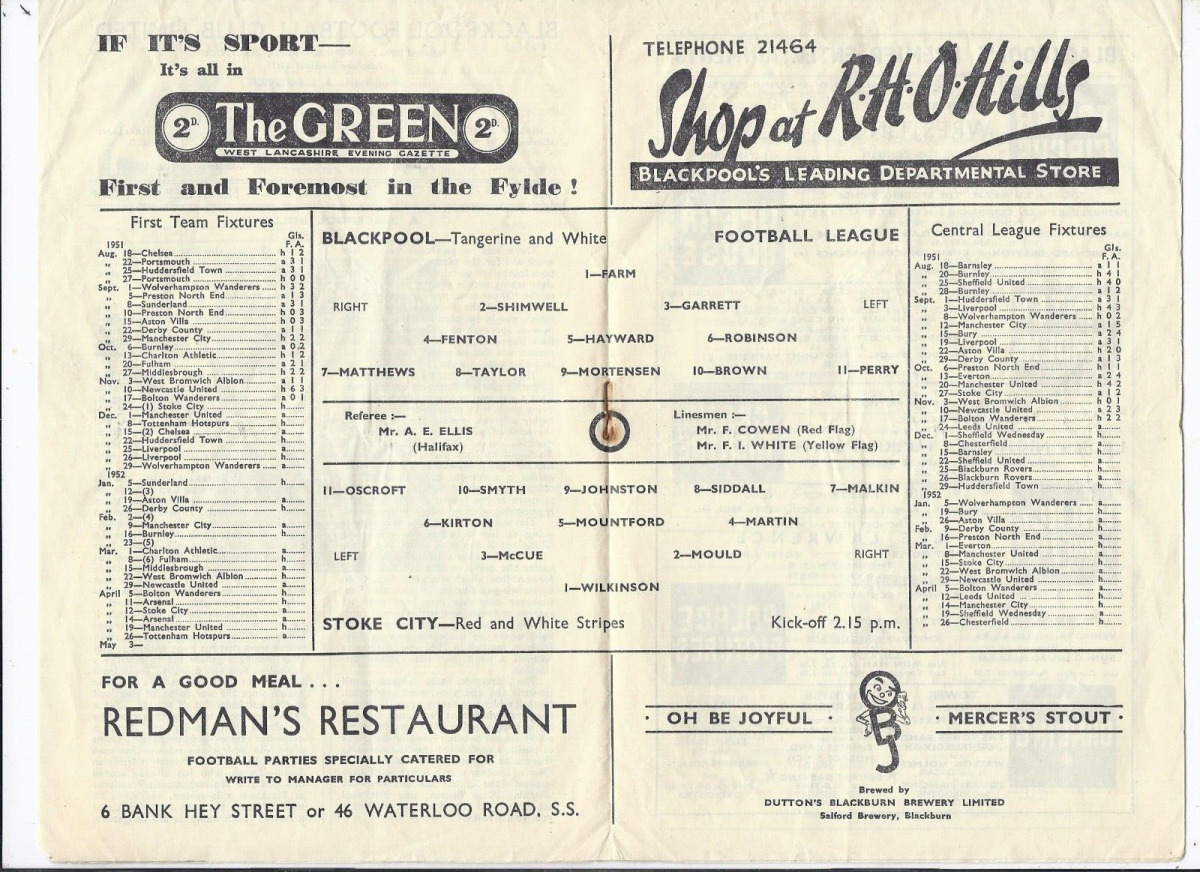 IF IT'S SPORT—
It's all in
2D. The GREEN 2D.
WEST LANCASHIRE EVENING GAZETTE
First and Foremost in the Fylde !
TELEPHONE 21464
Shop at R·H·O·Hills
BLACKPOOL'S LEADING DEPARTMENTAL STORE
First Team Fixtures
Gls.
1951 F. A.
Aug. 18—Chelsea h 1 2
„ 22—Portsmouth a 3 1
„ 25—Huddersfield Town a 3 1
„ 27—Portsmouth h 0 0
Sept. 1—Wolverhampton Wanderers h 3 2
„ 5—Preston North End a 1 3
„ 8—Sunderland a 3 1
„ 10—Preston North End h 0 3
„ 15—Aston Villa h 0 3
„ 22—Derby County a 1 1
„ 29—Manchester City h 2 2
Oct. 6—Burnley a 0 2
„ 13—Charlton Athletic h 1 2
„ 20—Fulham a 2 1
„ 27—Middlesbrough h 2 2
Nov. 3—West Bromwich Albion a 1 1
„ 10—Newcastle United h 6 3
„ 17—Bolton Wanderers a 0 1
„ 24—(1) Stoke City h
Dec. 1—Manchester United a
„ 8—Tottenham Hotspurs h
„ 15—(2) Chelsea a
„ 22—Huddersfield Town h
„ 25—Liverpool a
„ 26—Liverpool h
„ 29—Wolverhampton Wanderers a
1952
Jan. 5—Sunderland h
„ 12—(3)
„ 19—Aston Villa a
„ 26—Derby County h
Feb. 2—(4)
„ 9—Manchester City a
„ 16—Burnley h
„ 23—(5)
Mar. 1—Charlton Athletic a
„ 8—(6) Fulham h
„ 15—Middlesbrough a
„ 22—West Bromwich Albion h
„ 29—Newcastle United a
April 5—Bolton Wanderers h
„ 11—Arsenal h
„ 12—Stoke City a
„ 14—Arsenal a
„ 19—Manchester United h
„ 26—Tottenham Hotspurs a
May 3—
BLACKPOOL—Tangerine and White
FOOTBALL LEAGUE
1—FARM
RIGHT 2—SHIMWELL 3—GARRETT LEFT
4—FENTON 5—HAYWARD 6—ROBINSON
7—MATTHEWS 8—TAYLOR 9—MORTENSEN 10—BROWN 11—PERRY
Referee :—
Mr. A. E. ELLIS
(Halifax)
Linesmen :—
Mr. F. COWEN (Red Flag)
Mr. F. I. WHITE (Yellow Flag)
11—OSCROFT 10—SMYTH 9—JOHNSTON 8—SIDDALL 7—MALKIN
6—KIRTON 5—MOUNTFORD 4—MARTIN
LEFT 3—McCUE 2—MOULD RIGHT
1—WILKINSON
STOKE CITY—Red and White Stripes
Kick-off 2.15 p.m.
Central League Fixtures
Gls.
1951 F. A.
Aug. 18—Barnsley a 1 1
„ 20—Burnley h 4 1
„ 25—Sheffield United h 4 0
„ 28—Burnley a 1 2
Sept. 1—Huddersfield Town a 3 1
„ 3—Liverpool h 4 3
„ 8—Wolverhampton Wanderers h 0 2
„ 12—Manchester City a 1 5
„ 15—Bury a 2 4
„ 19—Liverpool a 3 1
„ 22—Aston Villa h 2 0
„ 29—Derby County a 1 3
Oct. 6—Preston North End h 1 1
„ 13—Everton a 2 4
„ 20—Manchester United h 4 2
„ 27—Stoke City a 1 2
Nov. 3—West Bromwich Albion h 0 1
„ 10—Newcastle United a 2 3
„ 17—Bolton Wanderers h 2 2
„ 24—Leeds United a
Dec. 1—Sheffield Wednesday h
„ 8—Chesterfield a
„ 15—Barnsley h
„ 22—Sheffield United a
„ 25—Blackburn Rovers h
„ 26—Blackburn Rovers a
„ 29—Huddersfield Town h
1952
Jan. 5—Wolverhampton Wanderers a
„ 19—Bury h
„ 26—Aston Villa a
Feb. 9—Derby County h
„ 16—Preston North End a
Mar. 1—Everton h
„ 8—Manchester United a
„ 15—Stoke City h
„ 22—West Bromwich Albion a
„ 29—Newcastle United h
April 5—Bolton Wanderers a
„ 12—Leeds United h
„ 14—Manchester City h
„ 19—Sheffield Wednesday a
„ 26—Chesterfield h
FOR A GOOD MEAL . . .
REDMAN'S RESTAURANT
FOOTBALL PARTIES SPECIALLY CATERED FOR
WRITE TO MANAGER FOR PARTICULARS
6 BANK HEY STREET or 46 WATERLOO ROAD, S.S.
· OH BE JOYFUL · OBJ · MERCER'S STOUT ·
Brewed by
DUTTON'S BLACKBURN BREWERY LIMITED
Salford Brewery, Blackburn